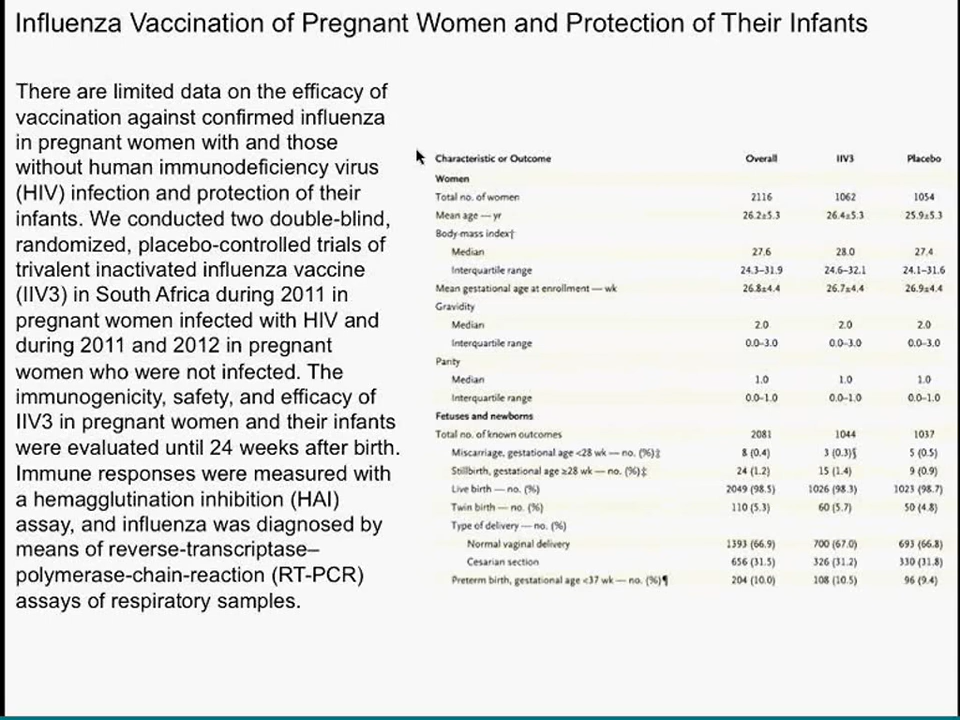 Influenza Vaccination of Pregnant Women and Protection of Their Infants
There are limited data on the efficacy of
vaccination against confirmed influenza
in pregnant women with and those
without human immunodeficiency virus
(HIV) infection and protection of their
infants. We conducted two double-blind,
randomized, placebo-controlled trials of
trivalent inactivated influenza vaccine
(IIV3) in South Africa during 2011 in
pregnant women infected with HIV and
during 2011 and 2012 in pregnant
women who were not infected. The
immunogenicity, safety, and efficacy of
IIV3 in pregnant women and their infants
were evaluated until 24 weeks after birth.
Immune responses were measured with
a hemagglutination inhibition (HAI)
assay, and influenza was diagnosed by
means of reverse-transcriptase–
polymerase-chain-reaction (RT-PCR)
assays of respiratory samples.
Characteristic or Outcome Overall IIV3 Placebo
Women
Total no. of women 2116 1062 1054
Mean age — yr 26.2±5.3 26.4±5.3 25.9±5.3
Body-mass index†
Median 27.6 28.0 27.4
Interquartile range 24.3–31.9 24.6–32.1 24.1–31.6
Mean gestational age at enrollment — wk 26.8±4.4 26.7±4.4 26.9±4.4
Gravidity
Median 2.0 2.0 2.0
Interquartile range 0.0–3.0 0.0–3.0 0.0–3.0
Parity
Median 1.0 1.0 1.0
Interquartile range 0.0–1.0 0.0–1.0 0.0–1.0
Fetuses and newborns
Total no. of known outcomes 2081 1044 1037
Miscarriage, gestational age <28 wk — no. (%)‡ 8 (0.4) 3 (0.3)§ 5 (0.5)
Stillbirth, gestational age ≥28 wk — no. (%)‡ 24 (1.2) 15 (1.4) 9 (0.9)
Live birth — no. (%) 2049 (98.5) 1026 (98.3) 1023 (98.7)
Twin birth — no. (%) 110 (5.3) 60 (5.7) 50 (4.8)
Type of delivery — no. (%)
Normal vaginal delivery 1393 (66.9) 700 (67.0) 693 (66.8)
Cesarian section 656 (31.5) 326 (31.2) 330 (31.8)
Preterm birth, gestational age <37 wk — no. (%)¶ 204 (10.0) 108 (10.5) 96 (9.4)